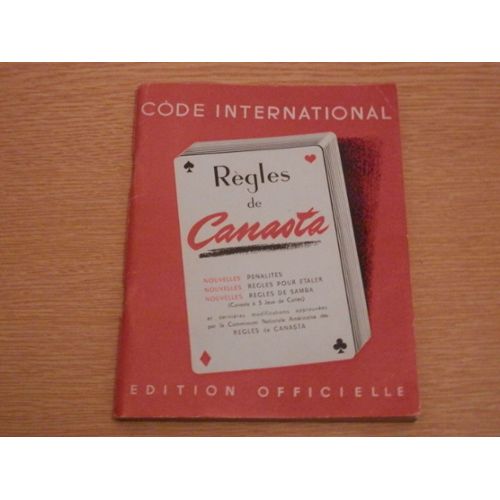 CODE INTERNATIONAL
Règles
de
Canasta
NOUVELLES PENALITES
NOUVELLES REGLES POUR ETALER
NOUVELLES REGLES DE SAMBA
(Canasta à 3 Jeux de Cartes)
et dernières modifications approuvées
par la Commission Nationale Américaine des
REGLES de CANASTA
EDITION OFFICIELLE